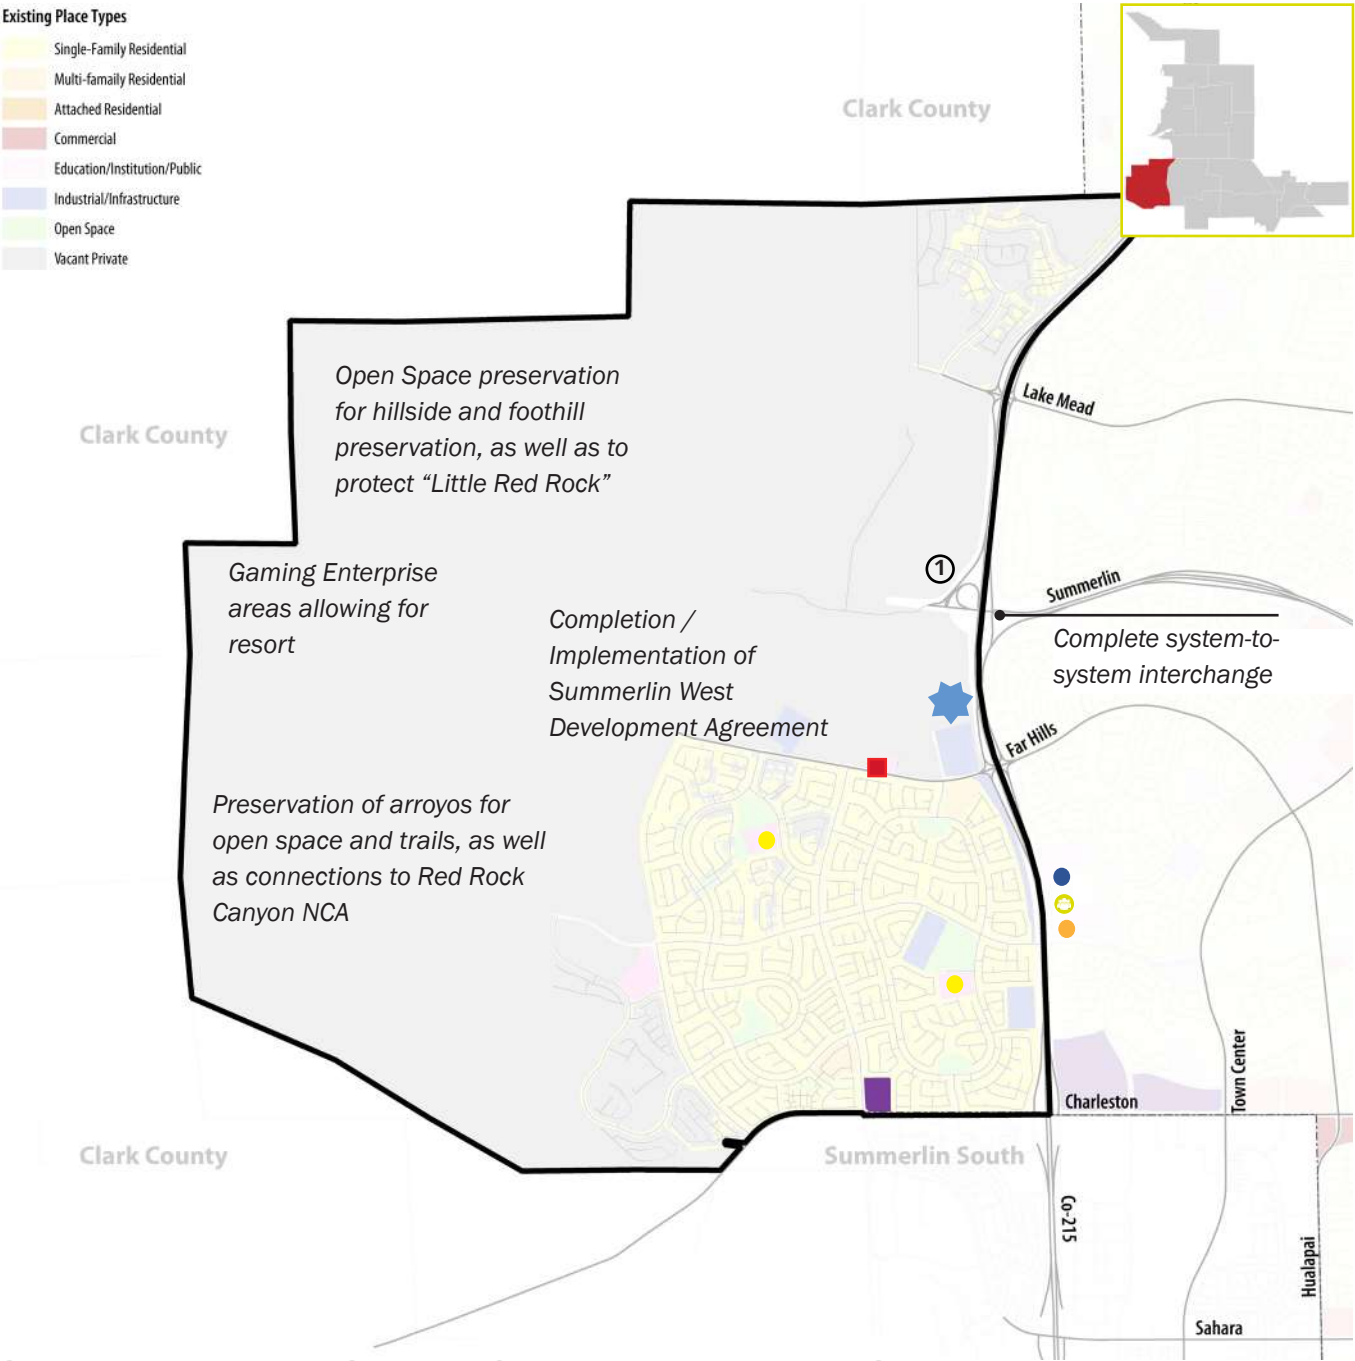 Existing Place Types
Single-Family Residential
Multi-famaily Residential
Attached Residential
Commercial
Education/Institution/Public
Industrial/Infrastructure
Open Space
Vacant Private
Clark County
Lake Mead
Open Space preservation
for hillside and foothill
preservation, as well as to
protect “Little Red Rock”
Clark County
1
Summerlin
Gaming Enterprise
areas allowing for
resort
Completion /
Implementation of
Summerlin West
Development Agreement
Complete system-to-
system interchange
Far Hills
Preservation of arroyos for
open space and trails, as well
as connections to Red Rock
Canyon NCA
Charleston
Town Center
Clark County
Summerlin South
Co-215
Hualapai
Sahara